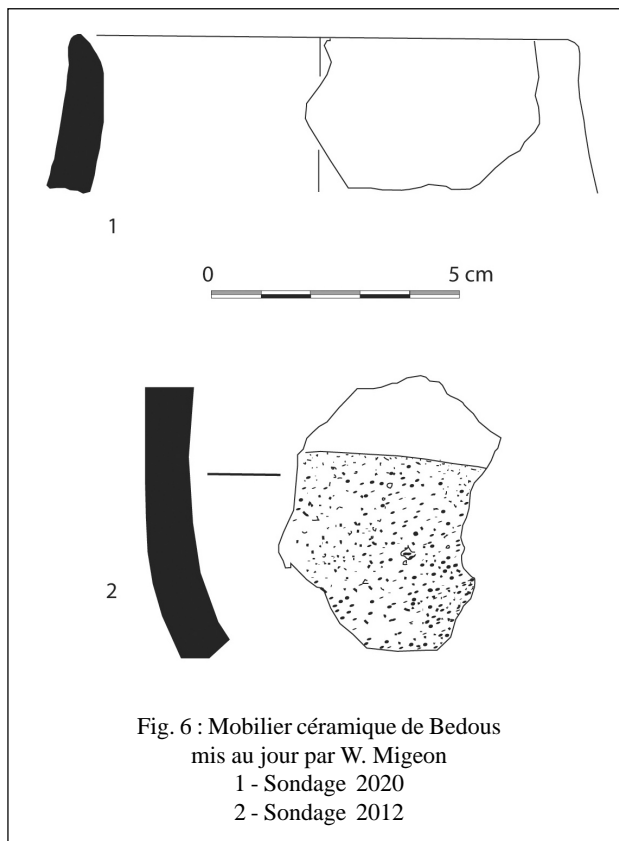 1
0 5 cm
2
Fig. 6 : Mobilier céramique de Bedous
mis au jour par W. Migeon
1 - Sondage 2020
2 - Sondage 2012